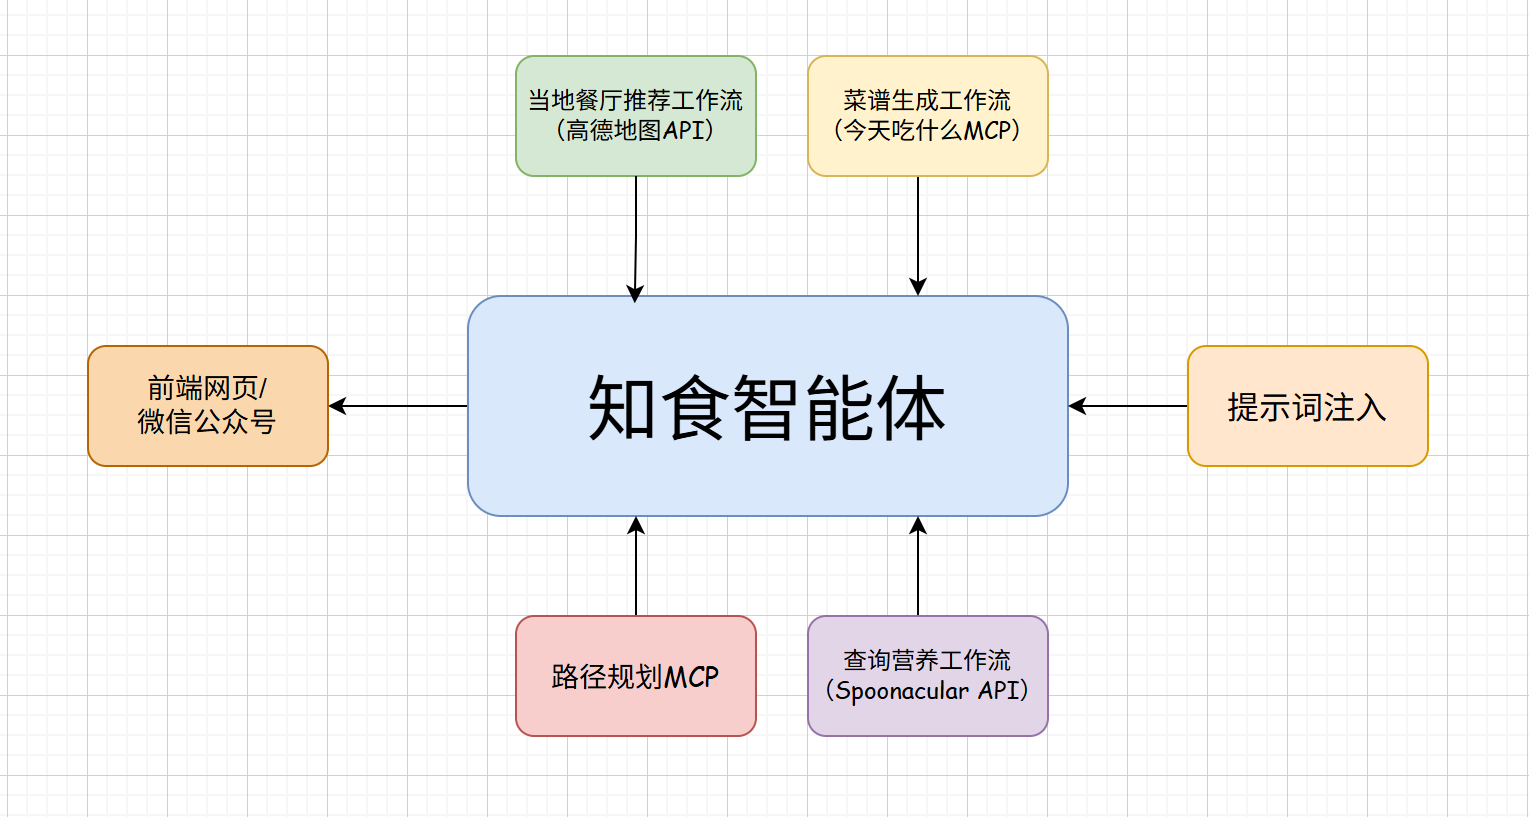 当地餐厅推荐工作流
（高德地图API）
菜谱生成工作流
（今天吃什么MCP）
前端网页/
微信公众号
知食智能体
提示词注入
路径规划MCP
查询营养工作流
（Spoonacular API）